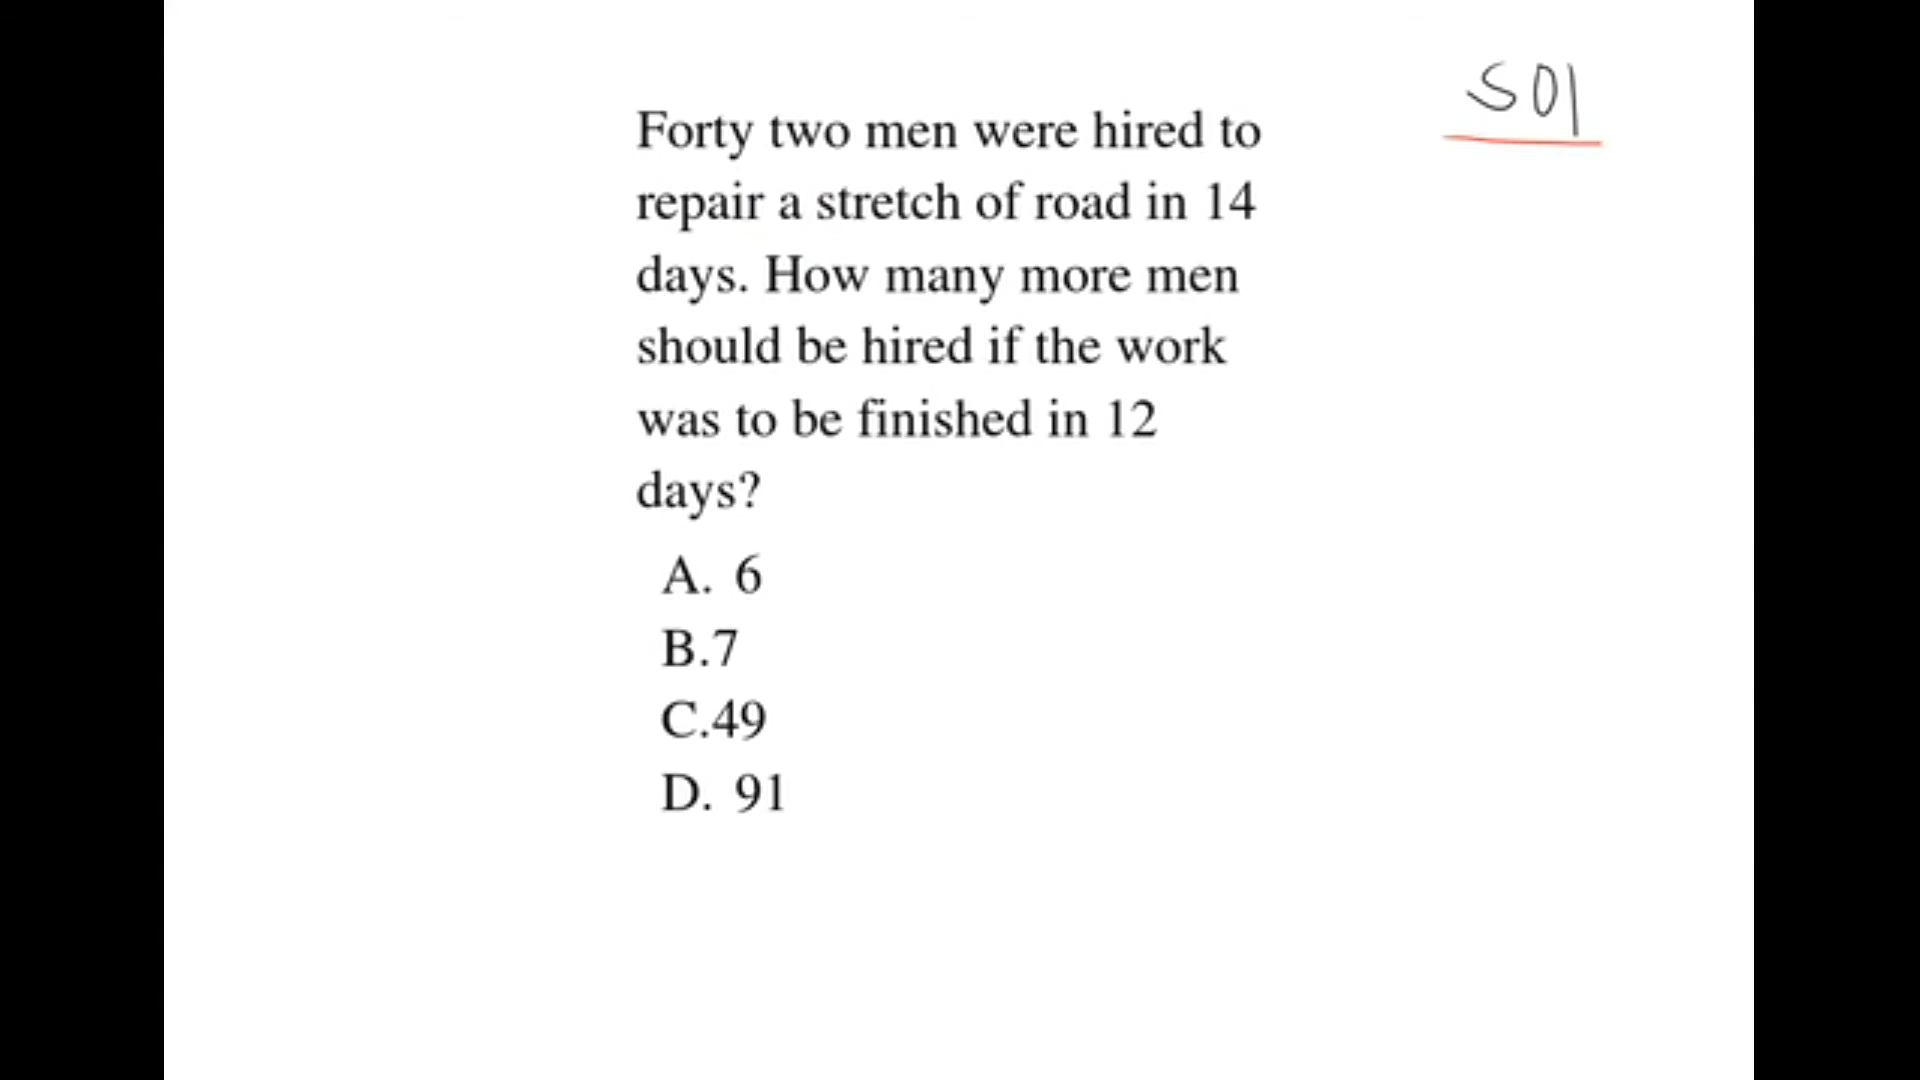 Sol
Forty two men were hired to
repair a stretch of road in 14
days. How many more men
should be hired if the work
was to be finished in 12
days?
A. 6
B.7
C.49
D. 91